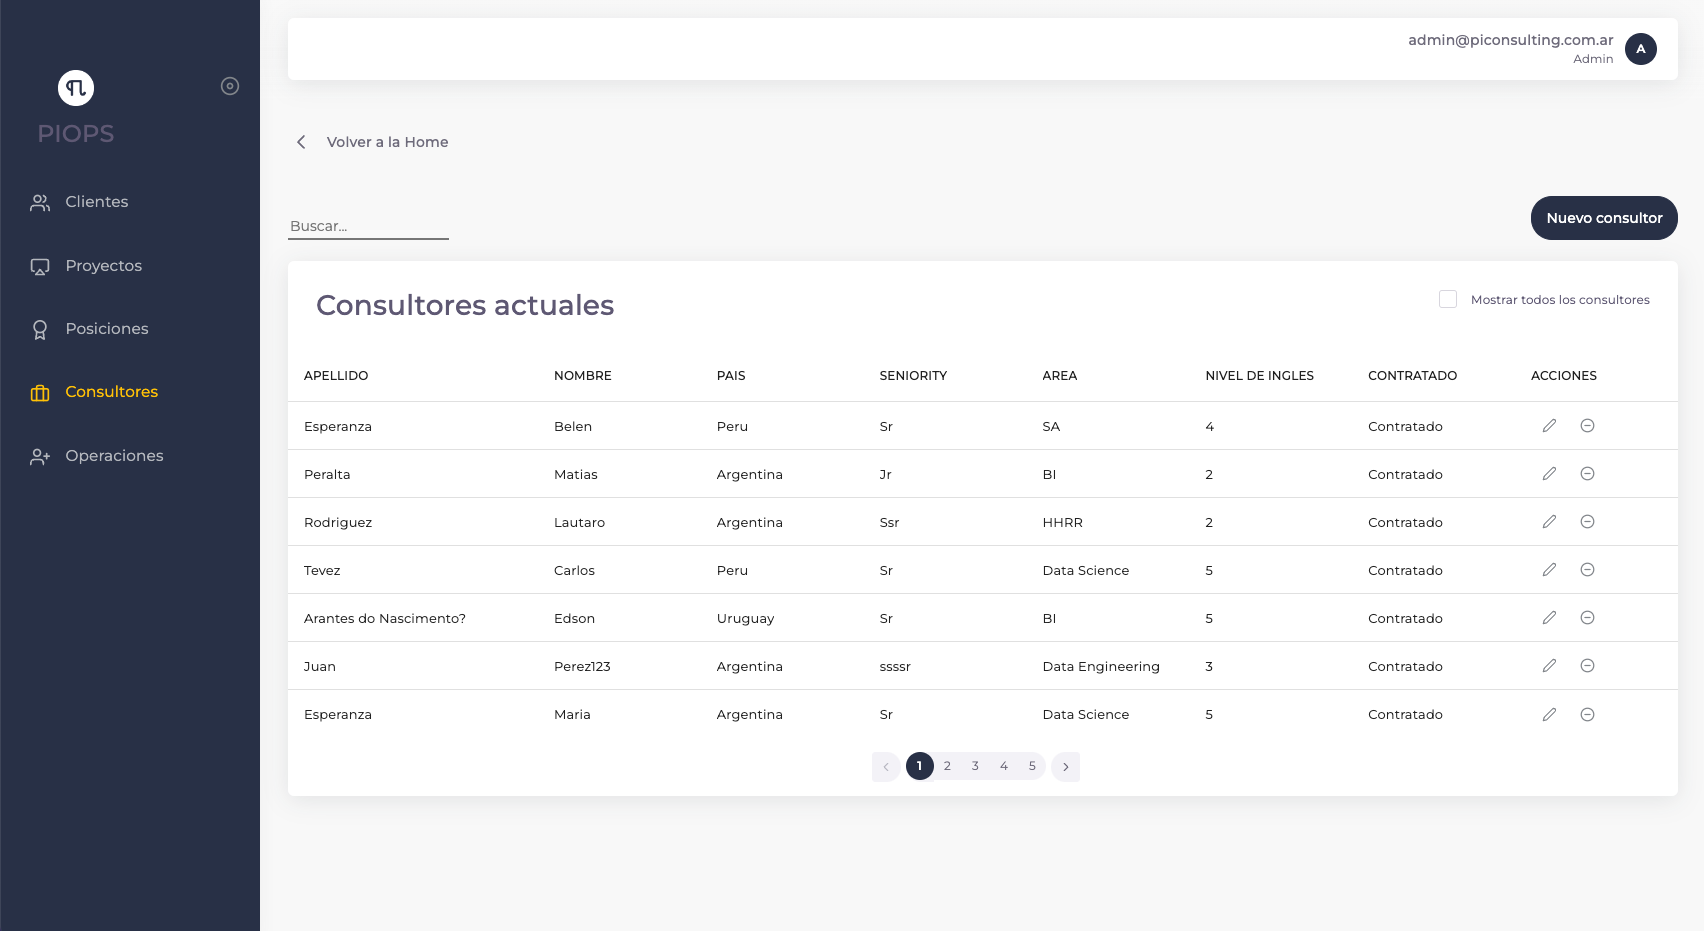 PIOPS
Clientes
Proyectos
Posiciones
Consultores
Operaciones
admin@piconsulting.com.ar
Admin
A
Volver a la Home
Buscar...
Nuevo consultor
Consultores actuales
Mostrar todos los consultores
APELLIDO NOMBRE PAIS SENIORITY AREA NIVEL DE INGLES CONTRATADO ACCIONES
Esperanza Belen Peru Sr SA 4 Contratado
Peralta Matias Argentina Jr BI 2 Contratado
Rodriguez Lautaro Argentina Ssr HHRR 2 Contratado
Tevez Carlos Peru Sr Data Science 5 Contratado
Arantes do Nascimento? Edson Uruguay Sr BI 5 Contratado
Juan Perez123 Argentina ssssr Data Engineering 3 Contratado
Esperanza Maria Argentina Sr Data Science 5 Contratado
1 2 3 4 5